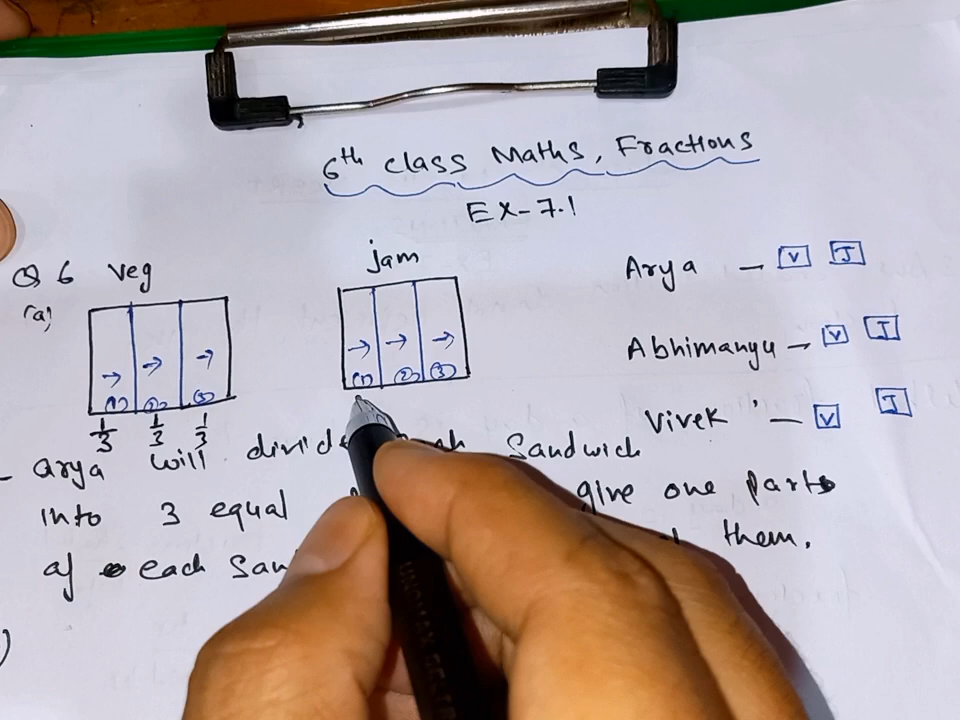 6th class Maths, Fractions
Ex-7.1
Q 6 veg jam
(a)
Arya - V J
Abhimanyu - V J
Vivek - V J
(1) (2) (3)
(1) (2) (3)
1/3 1/3 1/3
- arya will divide sandwich
into 3 equal give one parts
of each San them.